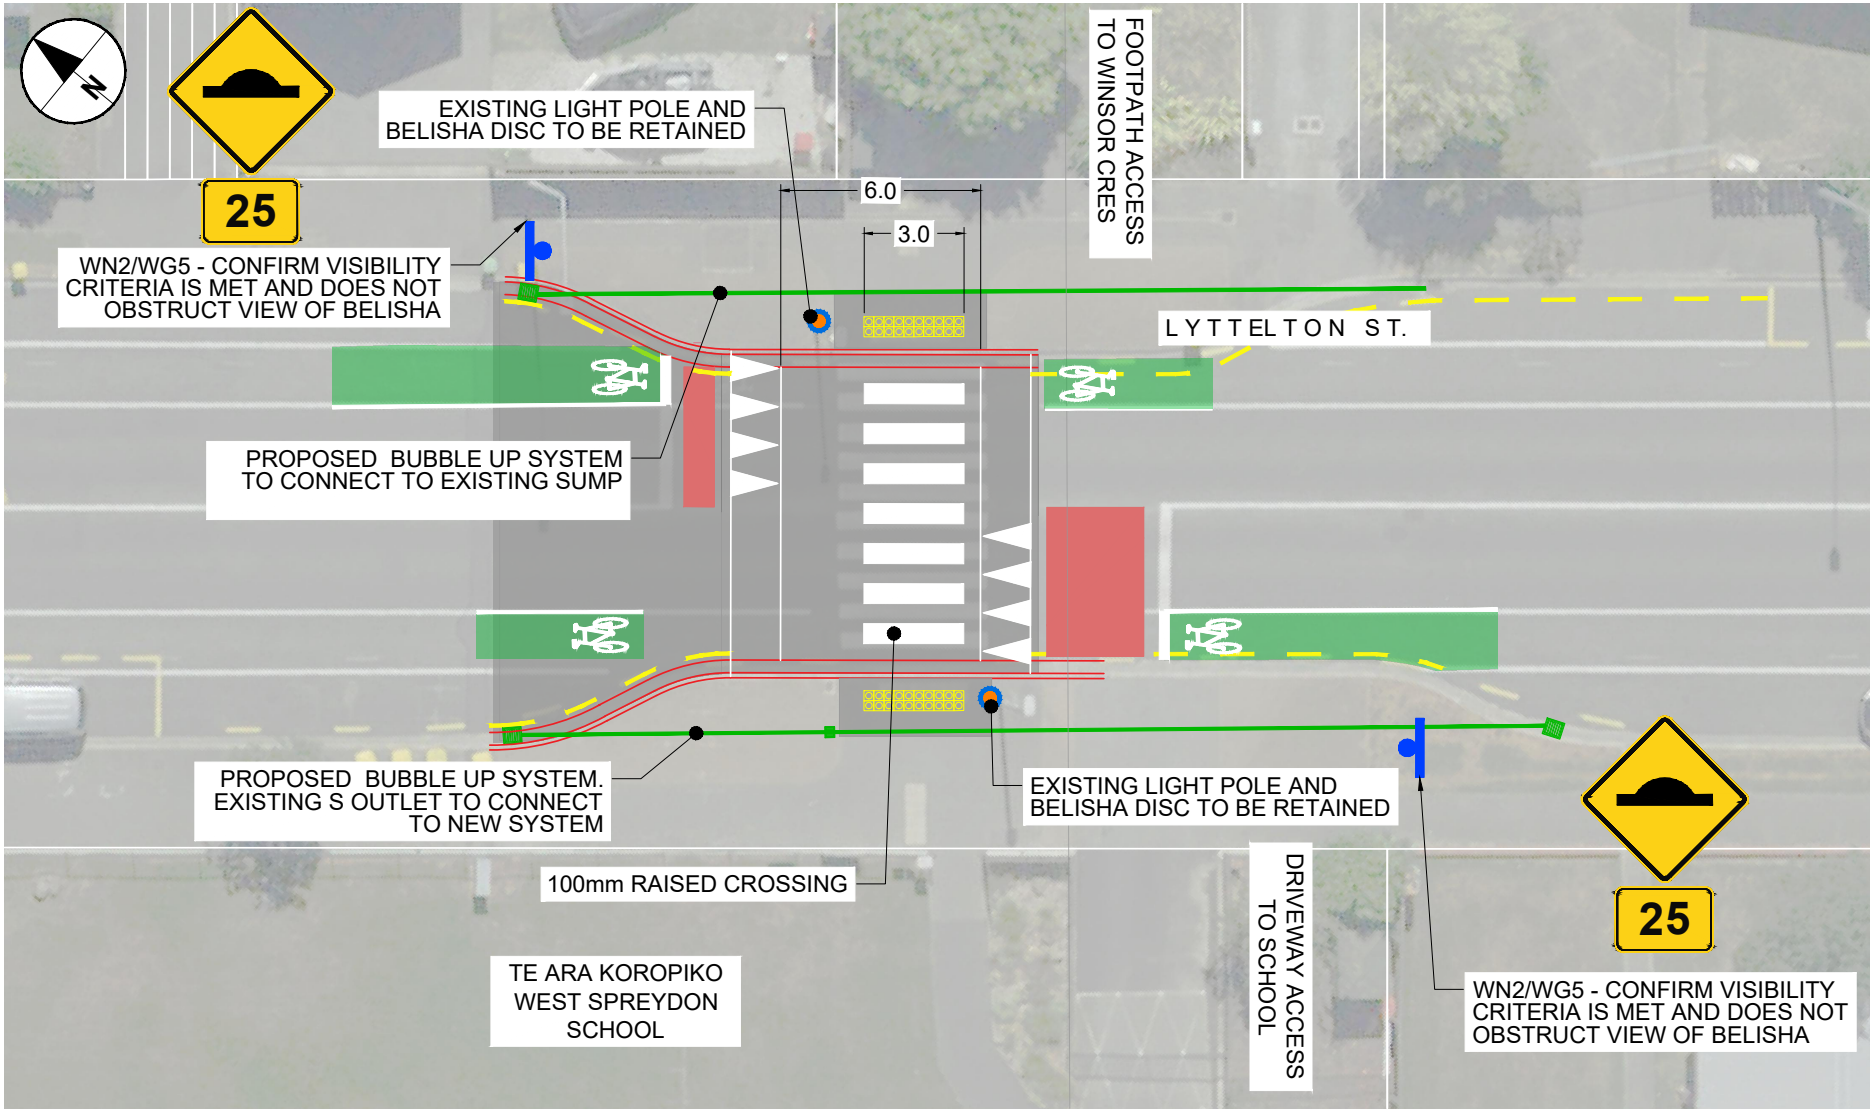 N
25
EXISTING LIGHT POLE AND
BELISHA DISC TO BE RETAINED
FOOTPATH ACCESS
TO WINSOR CRES
6.0
3.0
WN2/WG5 - CONFIRM VISIBILITY
CRITERIA IS MET AND DOES NOT
OBSTRUCT VIEW OF BELISHA
LYTTELTON ST.
PROPOSED BUBBLE UP SYSTEM
TO CONNECT TO EXISTING SUMP
PROPOSED BUBBLE UP SYSTEM.
EXISTING S OUTLET TO CONNECT
TO NEW SYSTEM
EXISTING LIGHT POLE AND
BELISHA DISC TO BE RETAINED
100mm RAISED CROSSING
DRIVEWAY ACCESS
TO SCHOOL
25
TE ARA KOROPIKO
WEST SPREYDON
SCHOOL
WN2/WG5 - CONFIRM VISIBILITY
CRITERIA IS MET AND DOES NOT
OBSTRUCT VIEW OF BELISHA